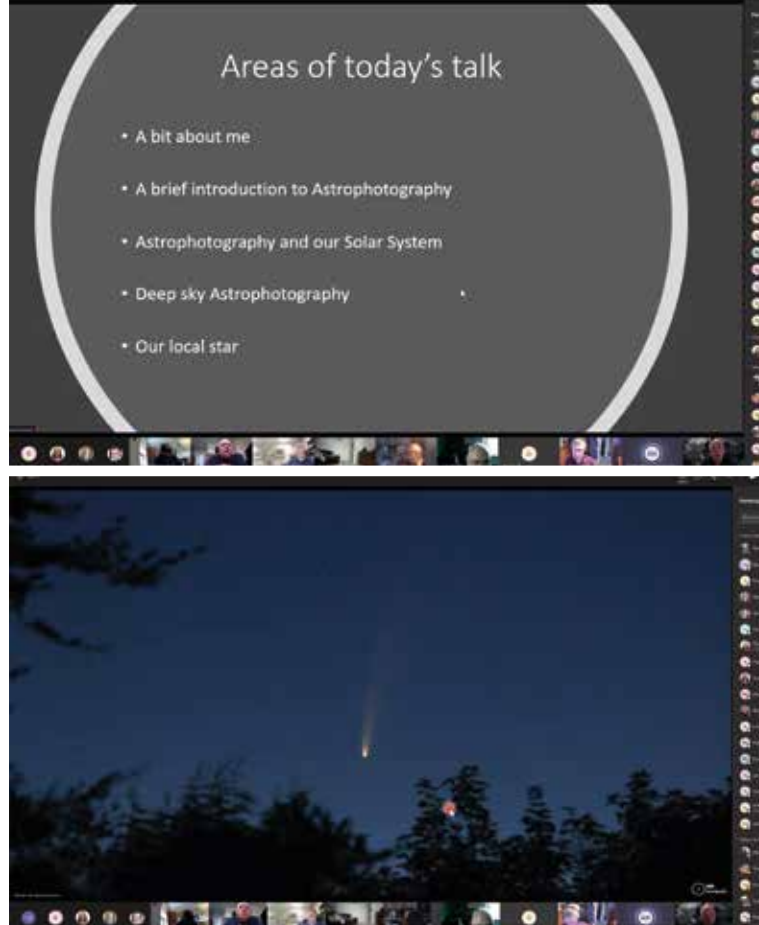 Areas of today's talk
• A bit about me
• A brief introduction to Astrophotography
• Astrophotography and our Solar System
• Deep sky Astrophotography
• Our local star